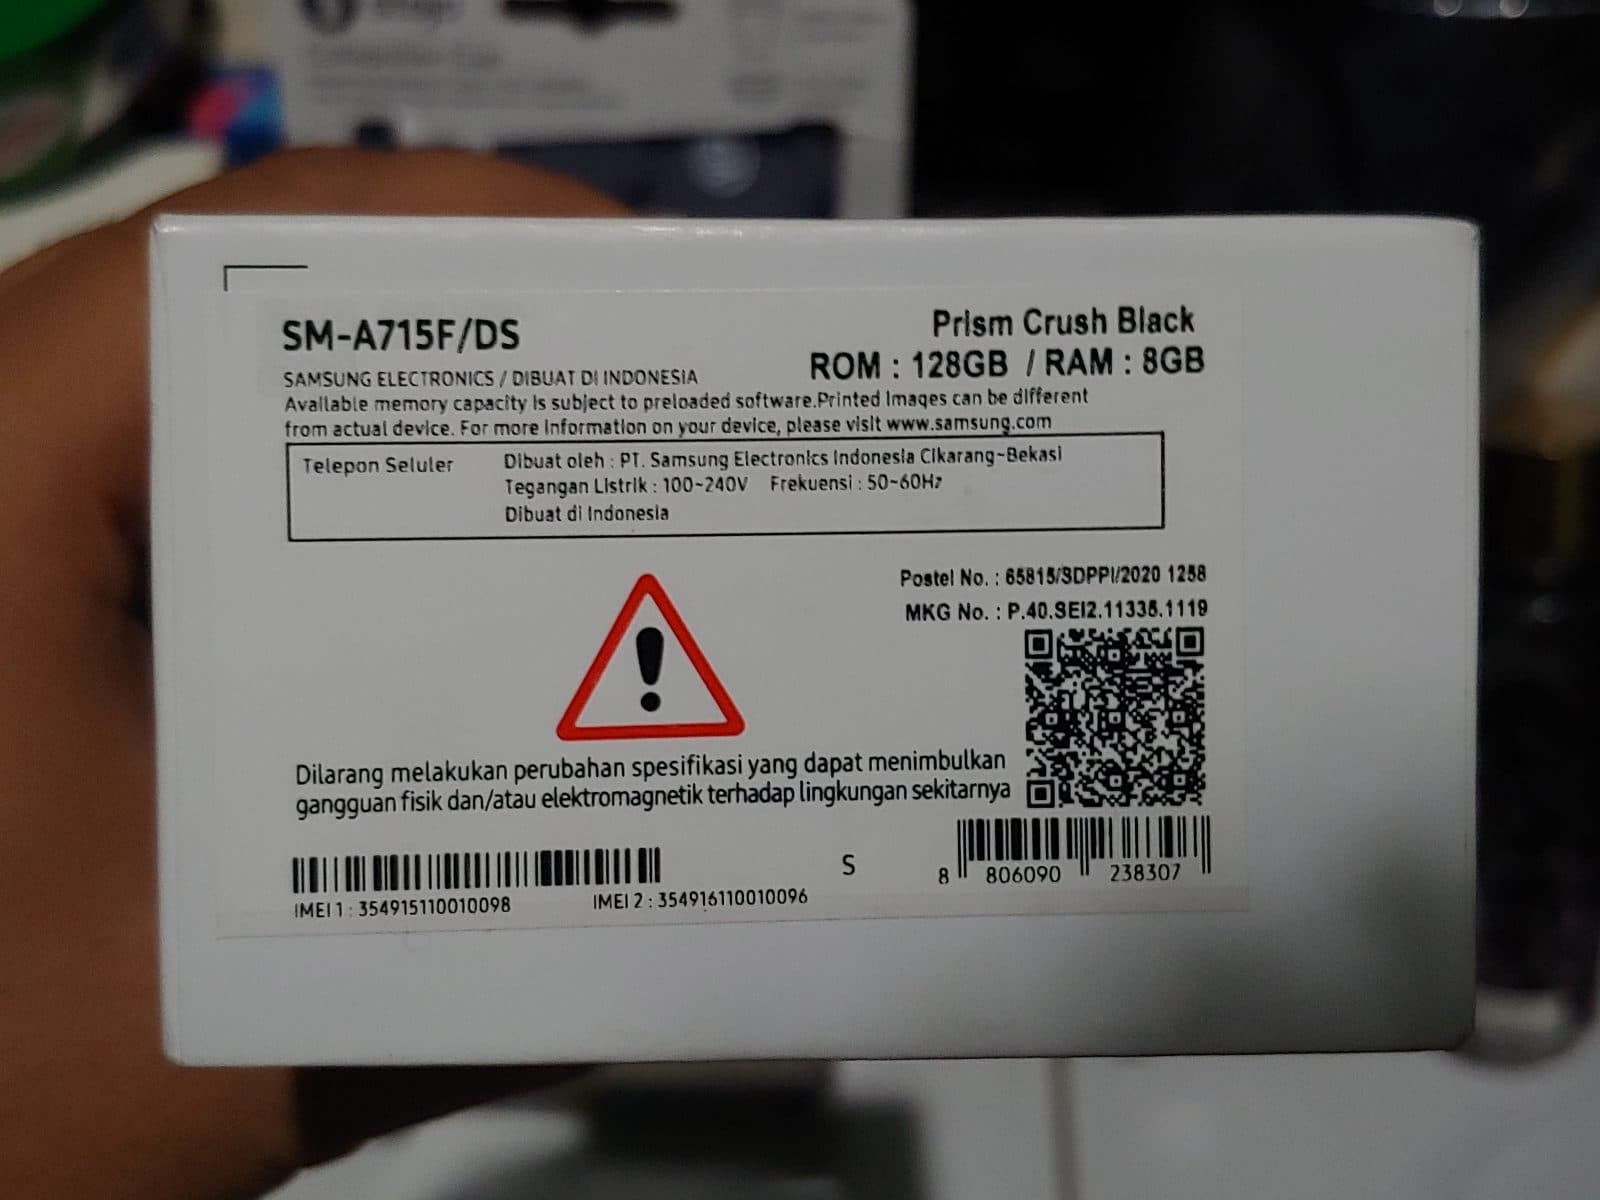 SM-A715F/DS
Prism Crush Black
ROM : 128GB / RAM : 8GB
SAMSUNG ELECTRONICS / DIBUAT DI INDONESIA
Available memory capacity is subject to preloaded software.Printed Images can be different
from actual device. For more Information on your device, please visit www.samsung.com
Telepon Seluler
Dibuat oleh : PT. Samsung Electronics Indonesia Cikarang~Bekasi
Tegangan Listrik : 100~240V Frekuensi : 50~60Hz
Dibuat di Indonesia
Postel No. : 65815/SDPPI/2020 1258
MKG No. : P.40.SEI2.11335.1119
Dilarang melakukan perubahan spesifikasi yang dapat menimbulkan
gangguan fisik dan/atau elektromagnetik terhadap lingkungan sekitarnya
S
8 806090 238307
IMEI 1 : 354915110010098
IMEI 2 : 354916110010096